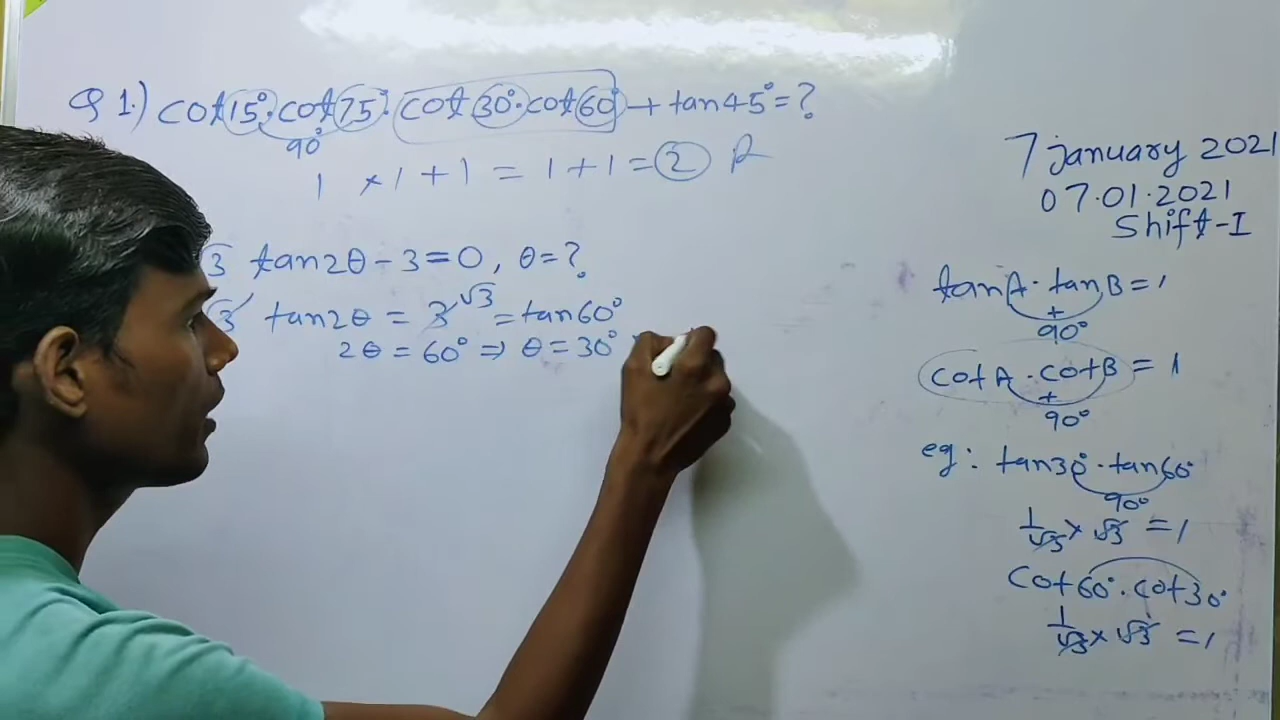 Q 1.) cot15°.cot75°.cot30°.cot60°+tan45°=?
90°
1 × 1 + 1 = 1+1 = 2
√3 tan2θ-3=0, θ=?
√3 tan2θ = 3 √3 = tan60°
2θ = 60° ⇒ θ = 30°
7 january 2021
07.01.2021
Shift-I
tanA.tanB=1
+
90°
cotA.cotB = 1
+
90°
eg: tan30°.tan60°
90°
1/√3 × √3 = 1
cot60°.cot30°
1/√3 × √3 = 1